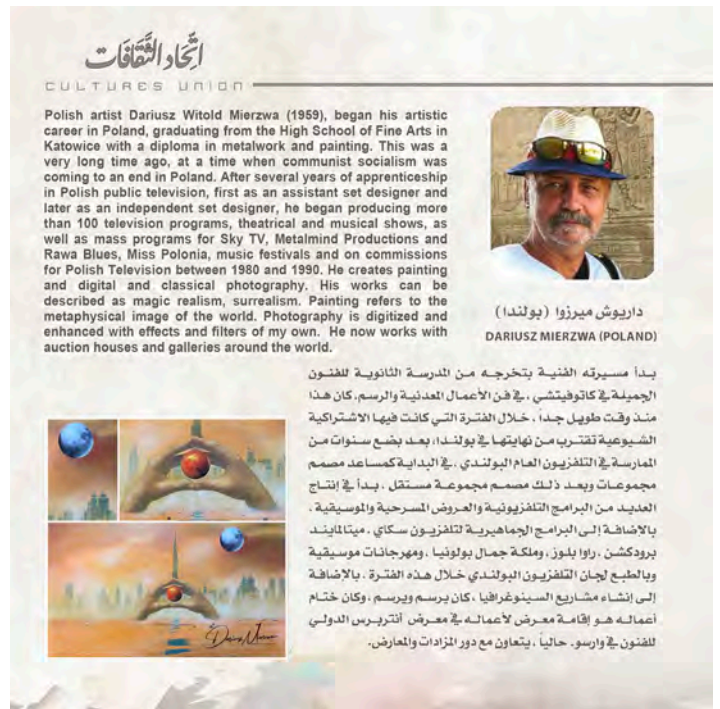 اتِّحَاد الثَّقَافَات
CULTURES UNION
Polish artist Dariusz Witold Mierzwa (1959), began his artistic
career in Poland, graduating from the High School of Fine Arts in
Katowice with a diploma in metalwork and painting. This was a
very long time ago, at a time when communist socialism was
coming to an end in Poland. After several years of apprenticeship
in Polish public television, first as an assistant set designer and
later as an independent set designer, he began producing more
than 100 television programs, theatrical and musical shows, as
well as mass programs for Sky TV, Metalmind Productions and
Rawa Blues, Miss Polonia, music festivals and on commissions
for Polish Television between 1980 and 1990. He creates painting
and digital and classical photography. His works can be
described as magic realism, surrealism. Painting refers to the
metaphysical image of the world. Photography is digitized and
enhanced with effects and filters of my own. He now works with
auction houses and galleries around the world.
داريوش ميرزوا (بولندا)
DARIUSZ MIERZWA (POLAND)
بدأ مسيرته الفنية بتخرجه من المدرسة الثانوية للفنون
الجميلة في كاتوفيتشي، في فن الأعمال المعدنية والرسم. كان هذا
منذ وقت طويل جداً، خلال الفترة التي كانت فيها الاشتراكية
الشيوعية تقترب من نهايتها في بولندا، بعد بضع سنوات من
الممارسة في التلفزيون العام البولندي، في البداية كمساعد مصمم
مجموعات وبعد ذلك مصمم مجموعة مستقل، بدأ في إنتاج
العديد من البرامج التلفزيونية والعروض المسرحية والموسيقية،
بالإضافة إلى البرامج الجماهيرية لتلفزيون سكاي. ميتالمايند
برودكشن، راوا بلوز، وملكة جمال بولونيا، ومهرجانات موسيقية
وبالطبع لجان التلفزيون البولندي خلال هذه الفترة. بالإضافة
إلى إنشاء مشاريع السينوغرافيا، كان يرسم ويرسم، وكان ختام
أعماله هو إقامة معرض لأعماله في معرض أنتربرس الدولي
للفنون في وارسو. حالياً، يتعاون مع دور المزادات والمعارض.